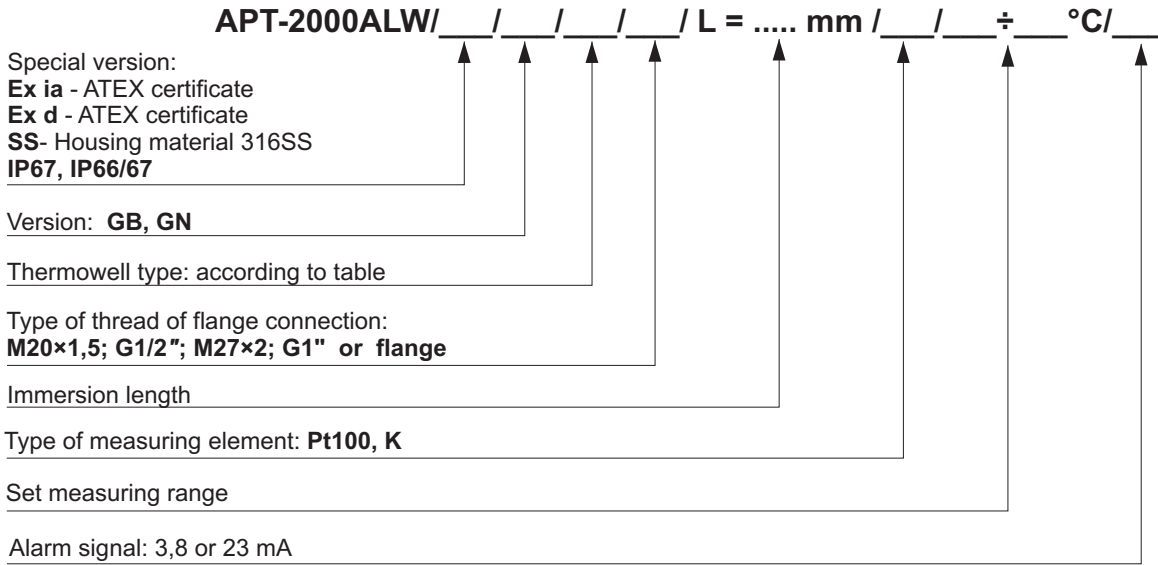 APT-2000ALW/___/___/___/___/ L = ..... mm /___/___÷___°C/___
Special version:
Ex ia - ATEX certificate
Ex d - ATEX certificate
SS- Housing material 316SS
IP67, IP66/67
Version: GB, GN
Thermowell type: according to table
Type of thread of flange connection:
M20×1,5; G1/2"; M27×2; G1" or flange
Immersion length
Type of measuring element: Pt100, K
Set measuring range
Alarm signal: 3,8 or 23 mA